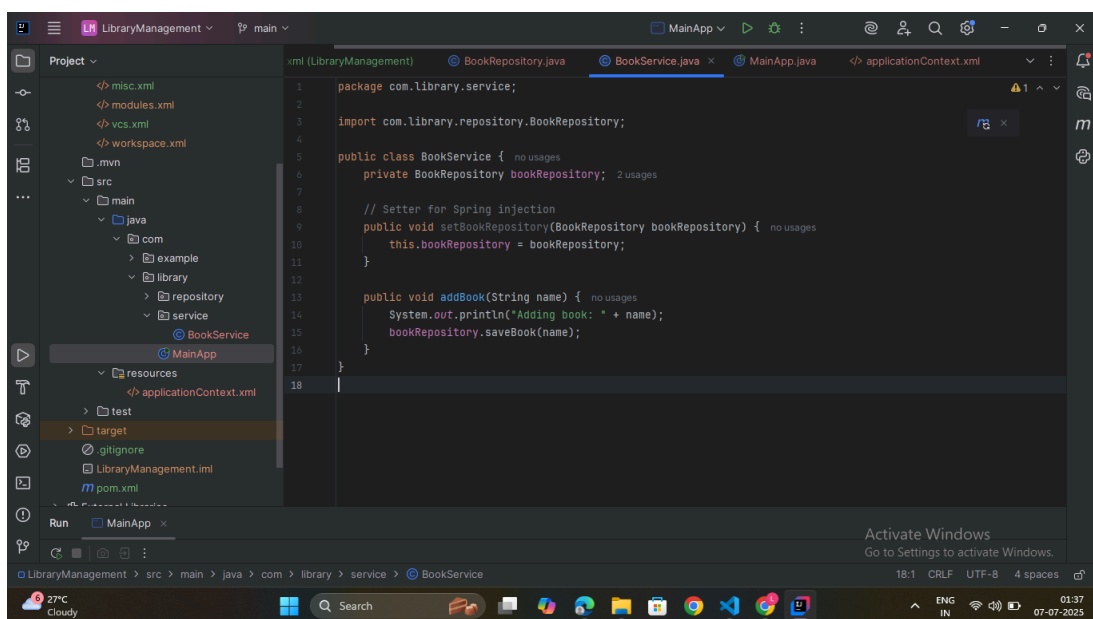 LM LibraryManagement main MainApp
Project
xml (LibraryManagement) BookRepository.java BookService.java MainApp.java applicationContext.xml
misc.xml
modules.xml
vcs.xml
workspace.xml
.mvn
src
main
java
com
example
library
repository
service
BookService
MainApp
resources
applicationContext.xml
test
target
.gitignore
LibraryManagement.iml
pom.xml
1 package com.library.service;
2
3 import com.library.repository.BookRepository;
4
5 public class BookService { no usages
6 private BookRepository bookRepository; 2 usages
7
8 // Setter for Spring injection
9 public void setBookRepository(BookRepository bookRepository) { no usages
10 this.bookRepository = bookRepository;
11 }
12
13 public void addBook(String name) { no usages
14 System.out.println("Adding book: " + name);
15 bookRepository.saveBook(name);
16 }
17 }
18
1
m
Run MainApp
Activate Windows
Go to Settings to activate Windows.
LibraryManagement > src > main > java > com > library > service > BookService 18:1 CRLF UTF-8 4 spaces
6 27°C
Cloudy
Search
ENG
IN
01:37
07-07-2025